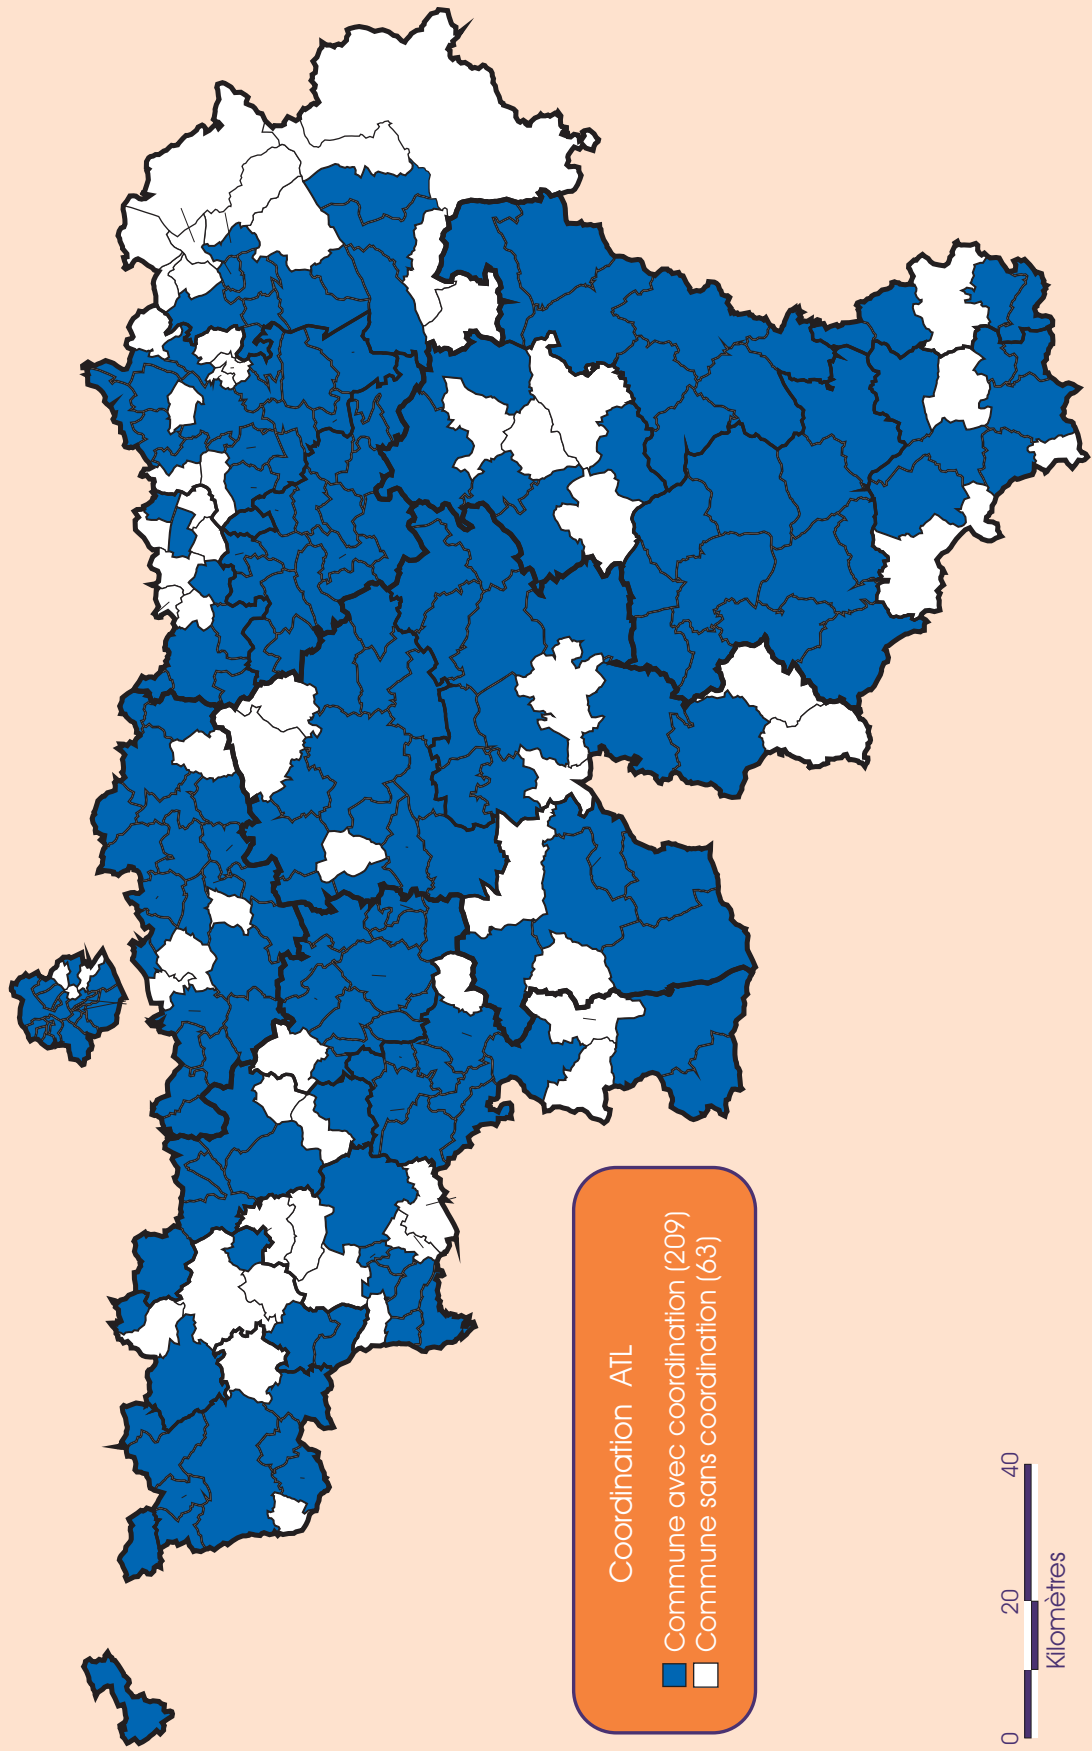 Coordination ATL
Commune avec coordination (209)
Commune sans coordination (63)
0 20 40
Kilomètres